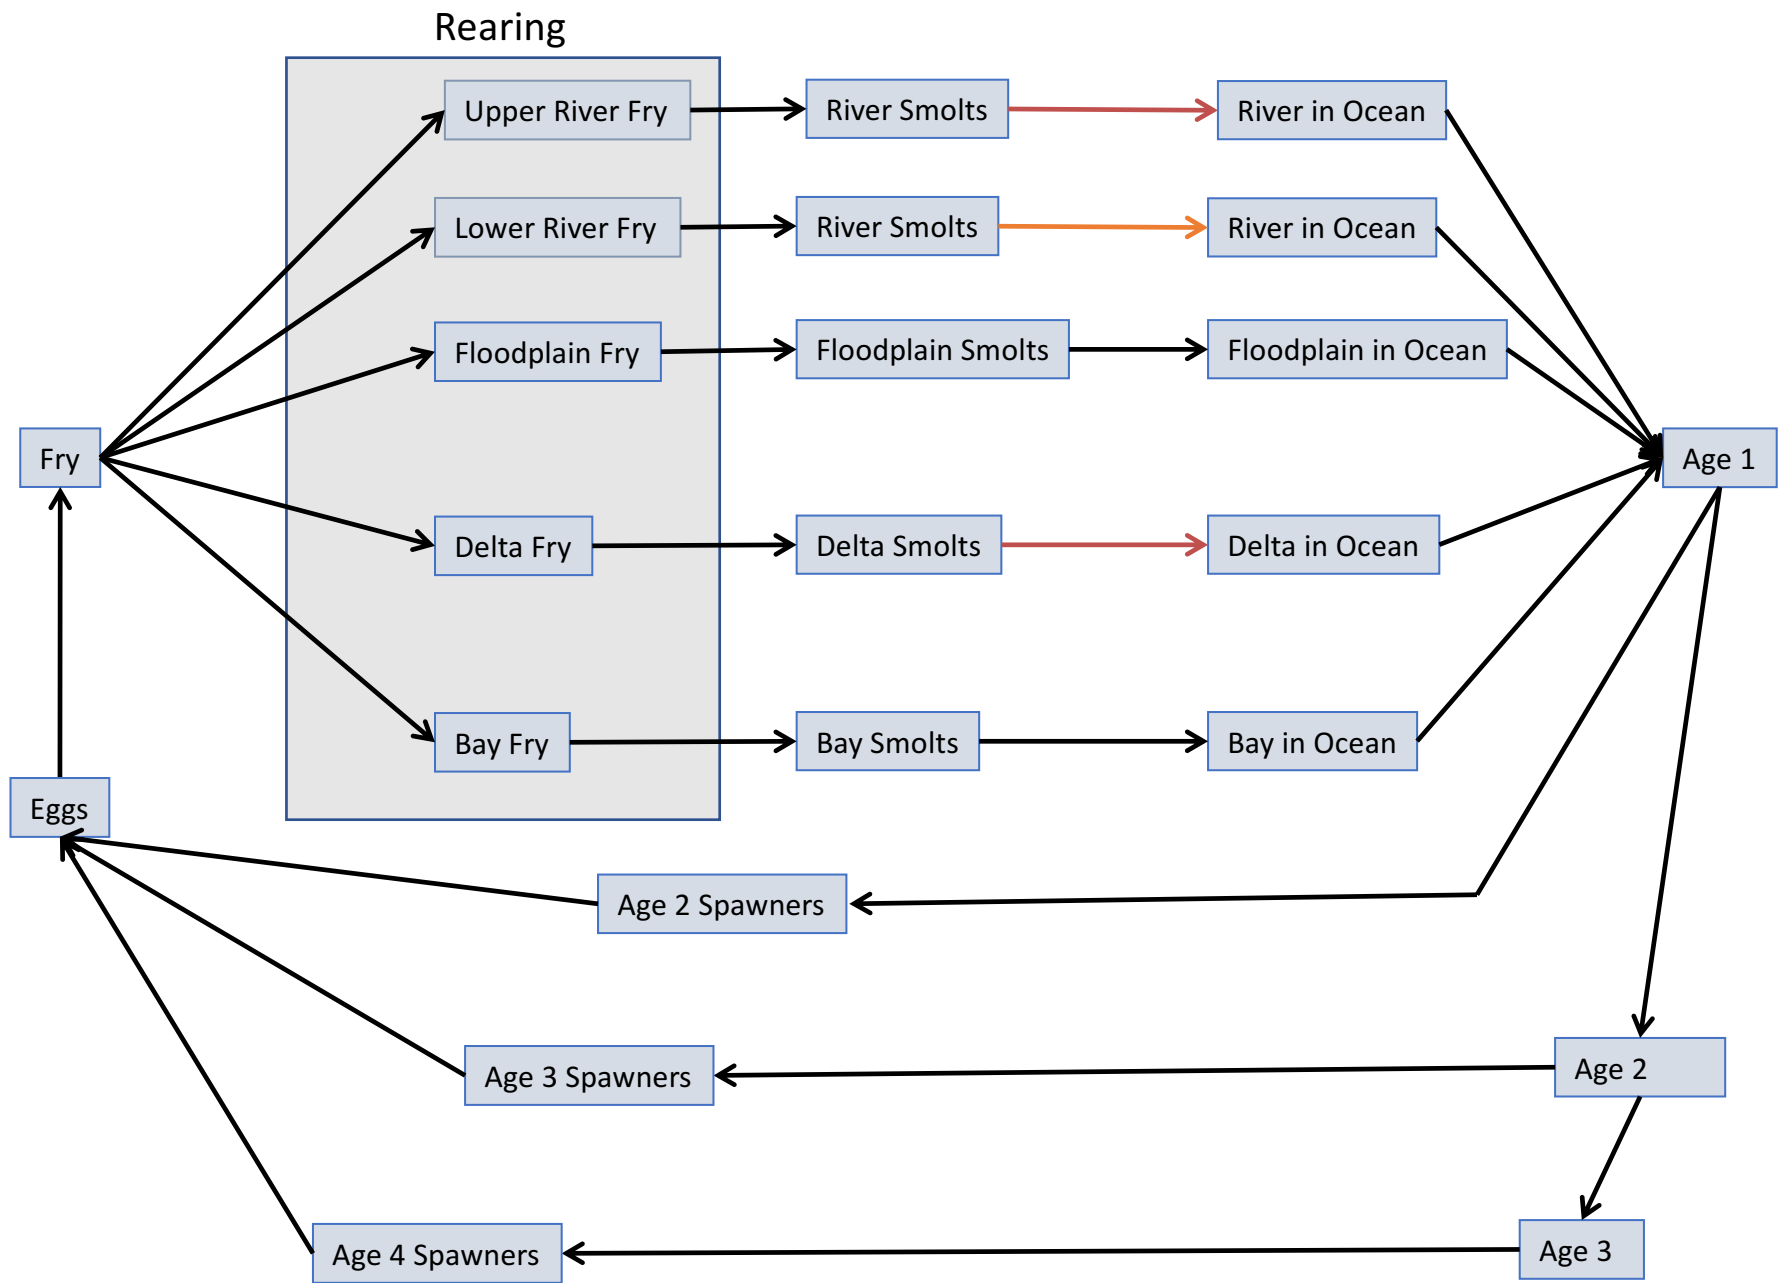 Rearing
Upper River Fry
River Smolts
River in Ocean
Lower River Fry
River Smolts
River in Ocean
Floodplain Fry
Floodplain Smolts
Floodplain in Ocean
Fry
Age 1
Delta Fry
Delta Smolts
Delta in Ocean
Bay Fry
Bay Smolts
Bay in Ocean
Eggs
Age 2 Spawners
Age 3 Spawners
Age 2
Age 4 Spawners
Age 3